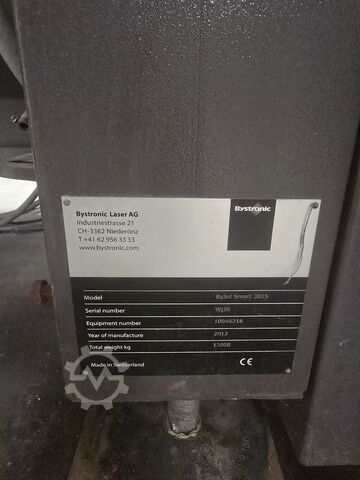 Bystronic Laser AG
Industriestrasse 21
CH-3362 Niederönz
T +41 62 956 33 33
www.bystronic.com
Bystronic
Model ByJet Smart 3015
Serial number WJ35
Equipment number 10046216
Year of manufacture 2012
Total weight kg 13000
Made in Switzerland CE